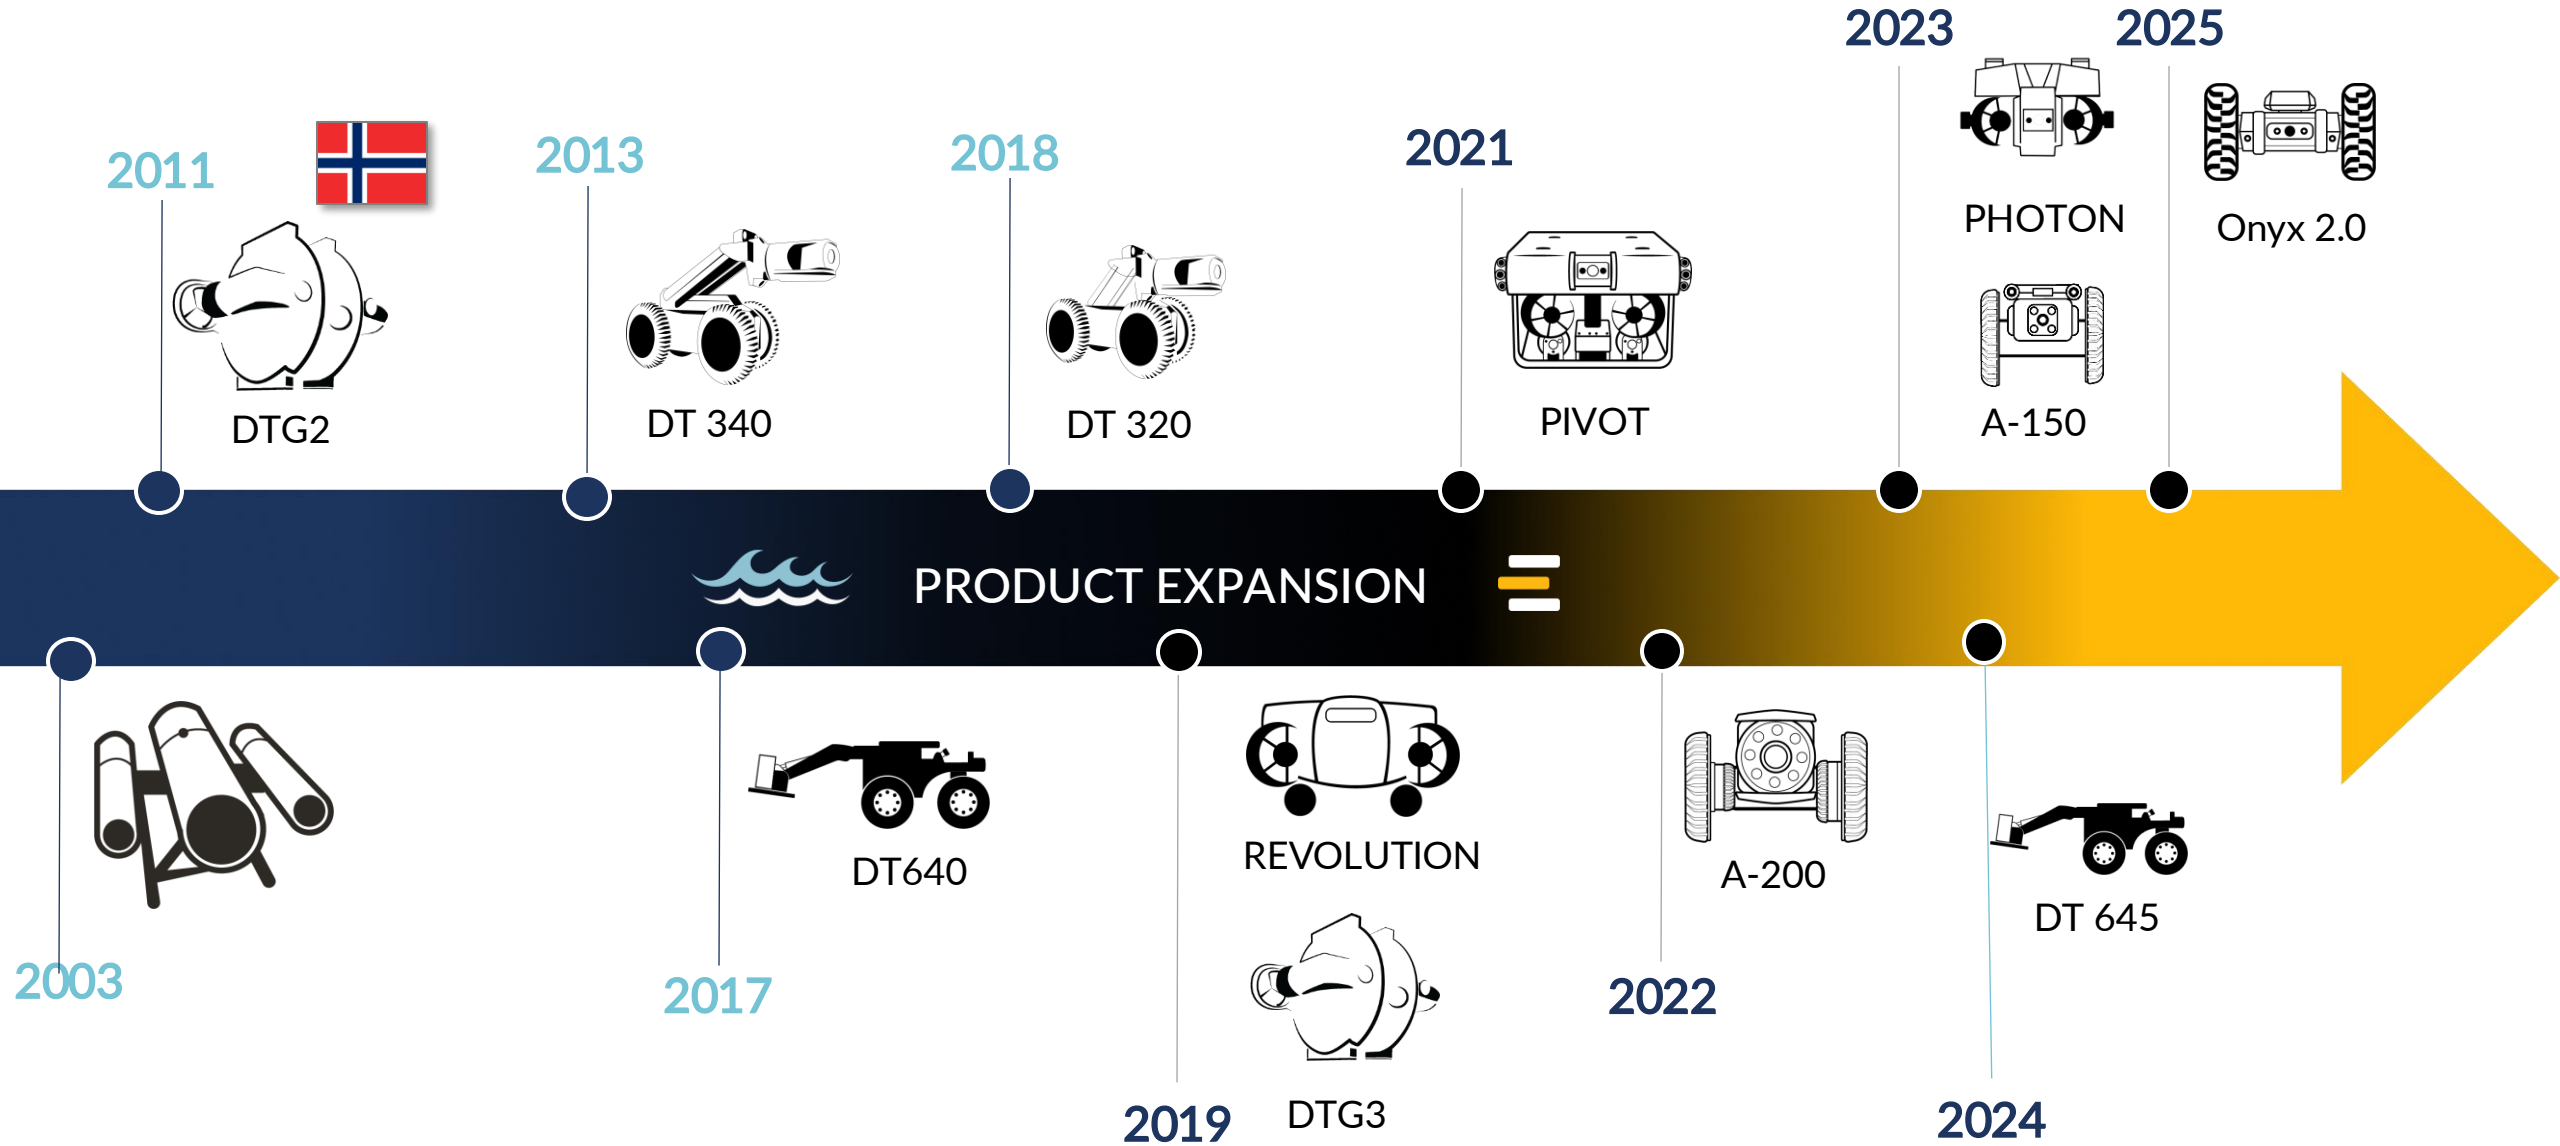 2023
2025
2011
2013
2018
2021
PHOTON
Onyx 2.0
DTG2
DT 340
DT 320
PIVOT
A-150
PRODUCT EXPANSION
DT640
REVOLUTION
A-200
DT 645
2003
2017
2022
2019
DTG3
2024